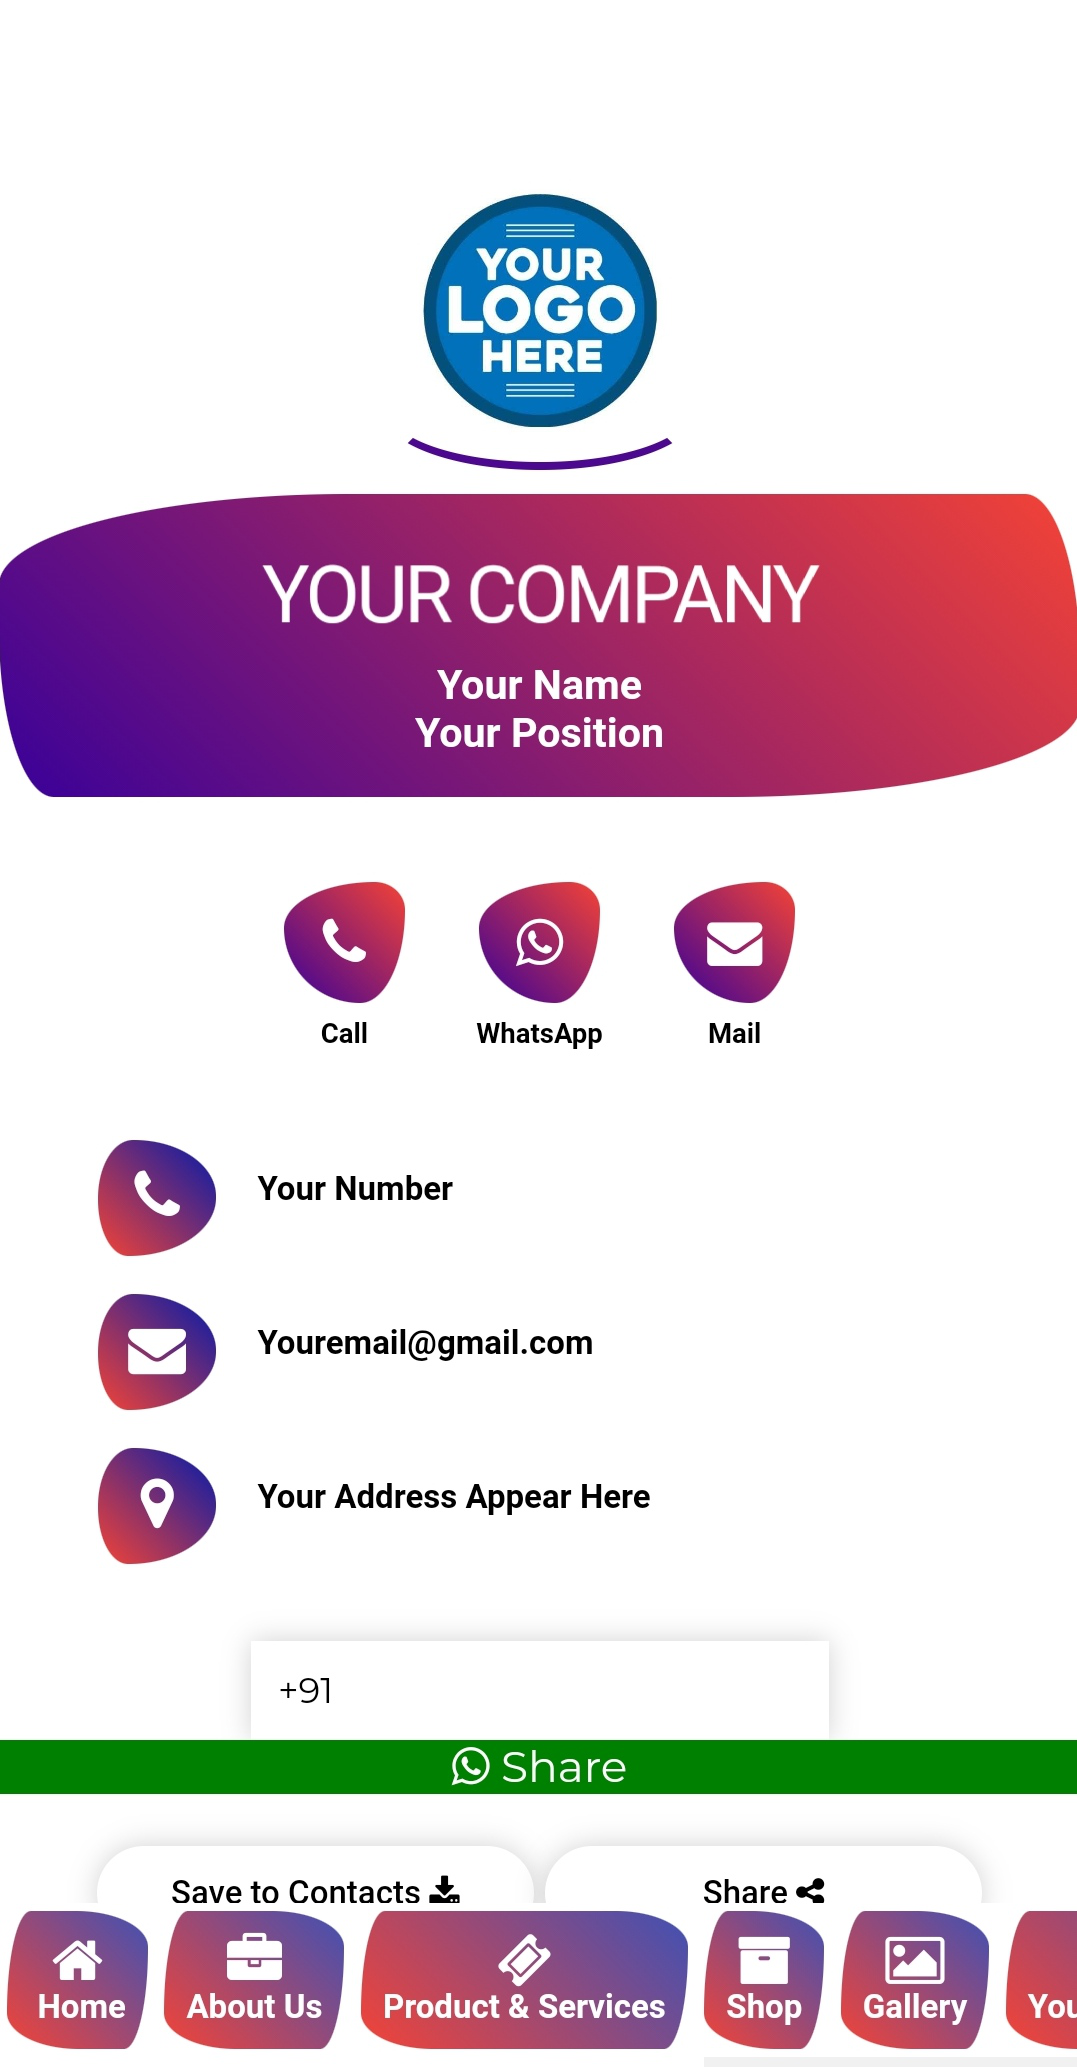 YOUR
LOGO
HERE
YOUR COMPANY
Your Name
Your Position
Call
WhatsApp
Mail
Your Number
Youremail@gmail.com
Your Address Appear Here
+91
Share
Save to Contacts
Share
Home
About Us
Product & Services
Shop
Gallery
You